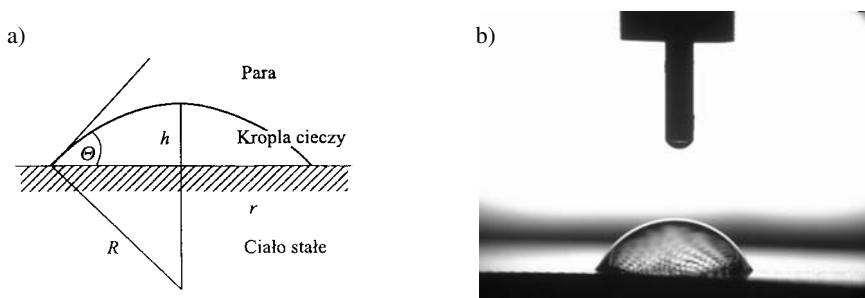 a)
b)
Para
h
Kropla cieczy
Θ
r
R
Ciało stałe